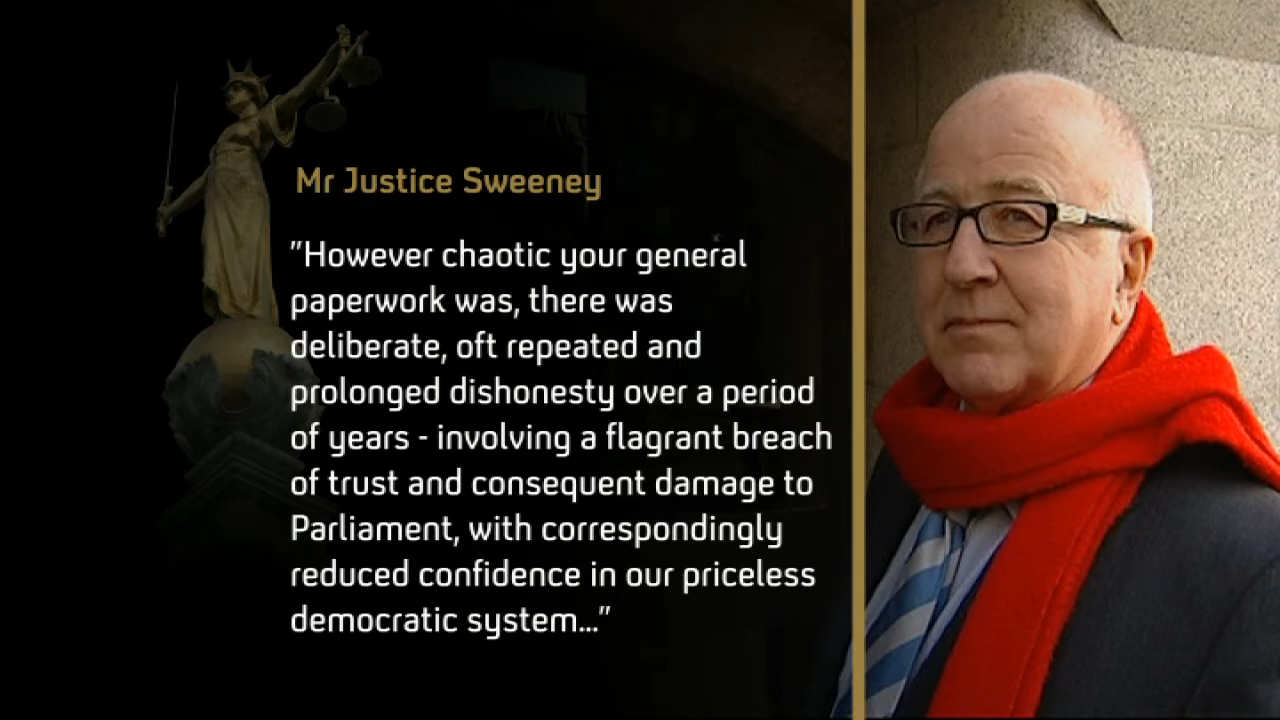 Mr Justice Sweeney
"However chaotic your general
paperwork was, there was
deliberate, oft repeated and
prolonged dishonesty over a period
of years - involving a flagrant breach
of trust and consequent damage to
Parliament, with correspondingly
reduced confidence in our priceless
democratic system..."